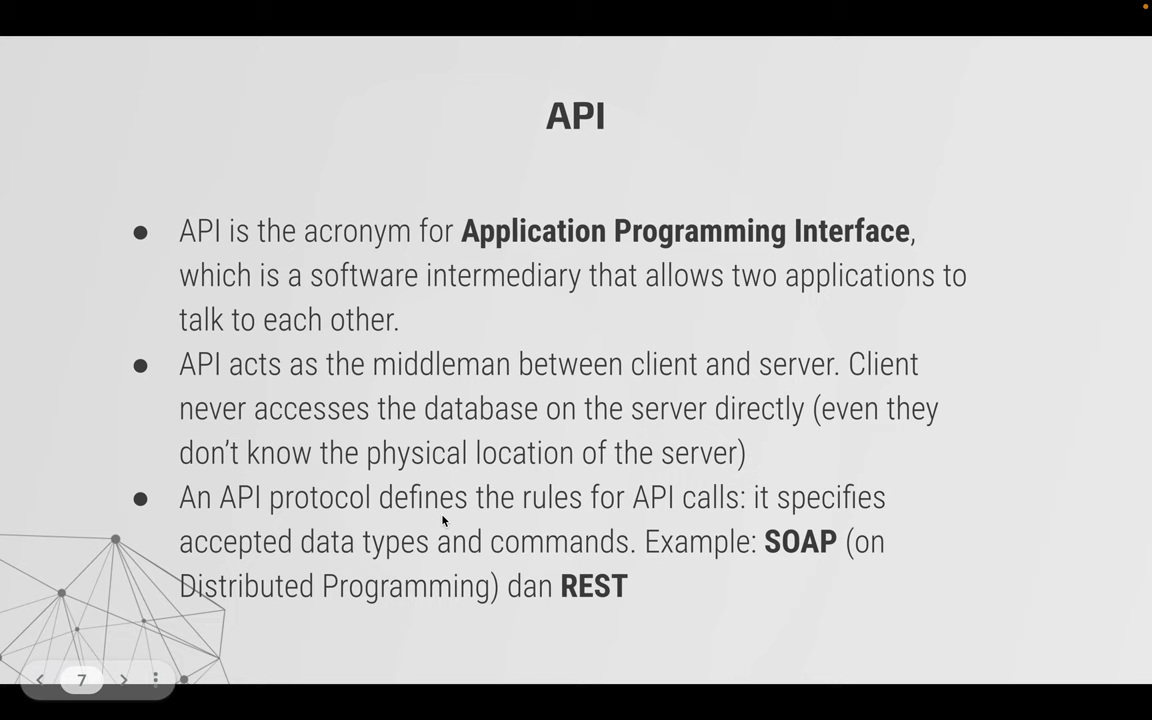 API
● API is the acronym for Application Programming Interface,
which is a software intermediary that allows two applications to
talk to each other.
● API acts as the middleman between client and server. Client
never accesses the database on the server directly (even they
don’t know the physical location of the server)
● An API protocol defines the rules for API calls: it specifies
accepted data types and commands. Example: SOAP (on
Distributed Programming) dan REST
7